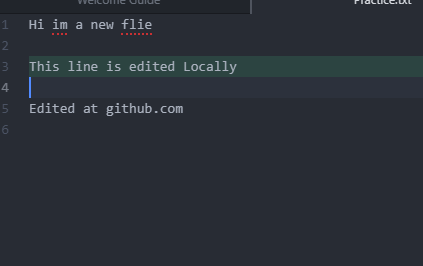 Welcome Guide Practice.txt
1 Hi im a new flie
2
3 This line is edited Locally
4
5 Edited at github.com
6